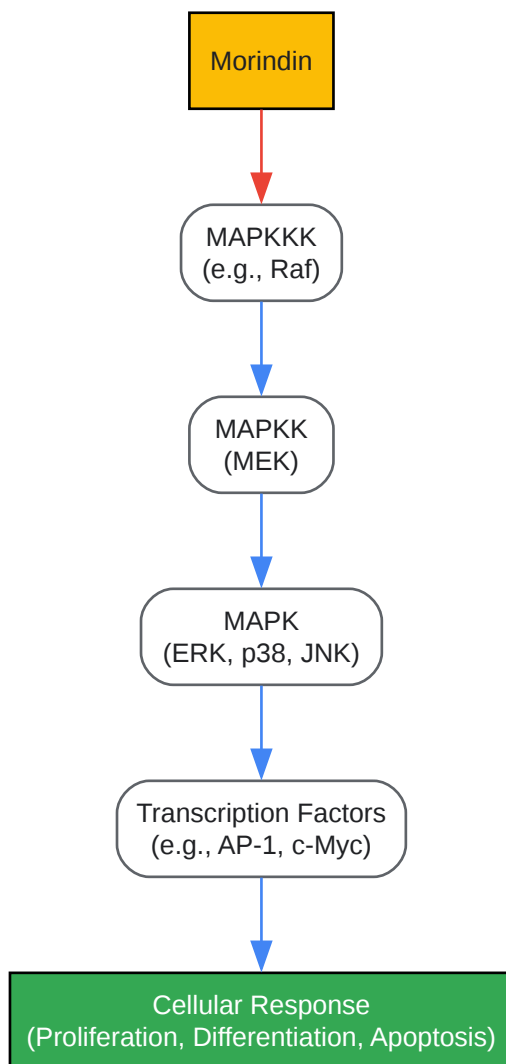 Morindin
MAPKKK
(e.g., Raf)
MAPKK
(MEK)
MAPK
(ERK, p38, JNK)
Transcription Factors
(e.g., AP-1, c-Myc)
Cellular Response
(Proliferation, Differentiation, Apoptosis)